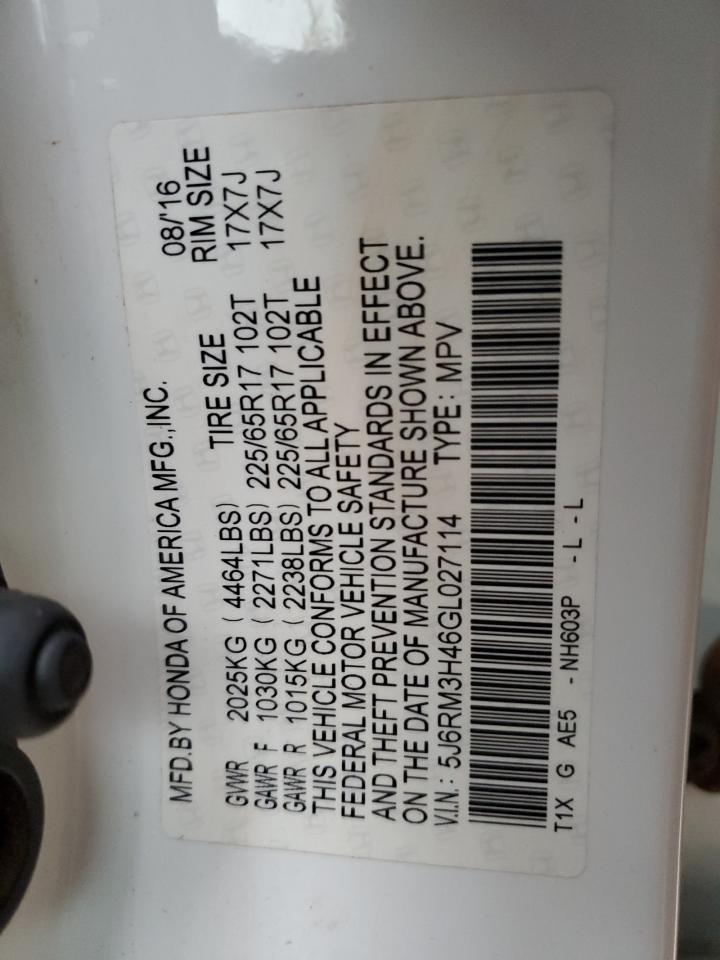 MFD.BY HONDA OF AMERICA MFG.,INC. 08/'16
TIRE SIZE RIM SIZE
GVWR 2025KG ( 4464LBS)
GAWR F 1030KG ( 2271LBS) 225/65R17 102T 17X7J
GAWR R 1015KG ( 2238LBS) 225/65R17 102T 17X7J
THIS VEHICLE CONFORMS TO ALL APPLICABLE
FEDERAL MOTOR VEHICLE SAFETY
AND THEFT PREVENTION STANDARDS IN EFFECT
ON THE DATE OF MANUFACTURE SHOWN ABOVE.
V.I.N.: 5J6RM3H46GL027114 TYPE: MPV
T1X G AE5 - NH603P - L - L